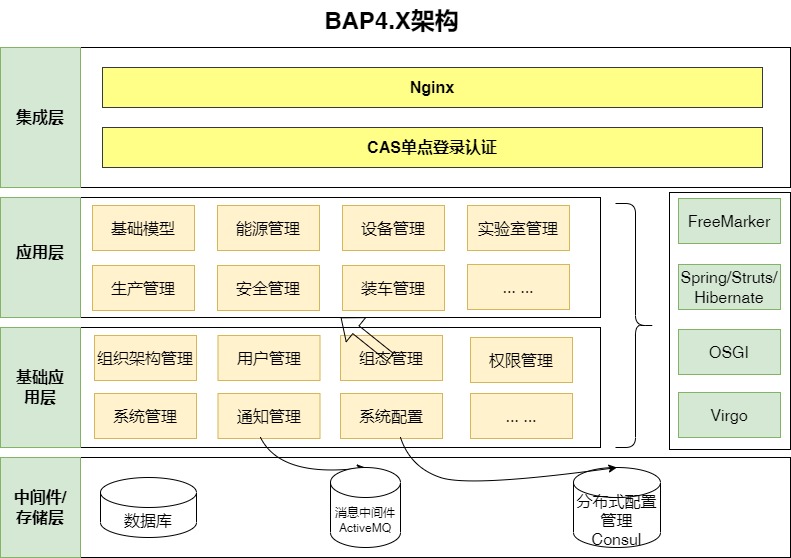 BAP4.X架构
集成层
Nginx
CAS单点登录认证
应用层
基础模型
能源管理
设备管理
实验室管理
生产管理
安全管理
装车管理
... ...
基础应
用层
组织架构管理
用户管理
组态管理
权限管理
系统管理
通知管理
系统配置
... ...
FreeMarker
Spring/Struts/
Hibernate
OSGI
Virgo
中间件/
存储层
数据库
消息中间件
ActiveMQ
分布式配置
管理
Consul